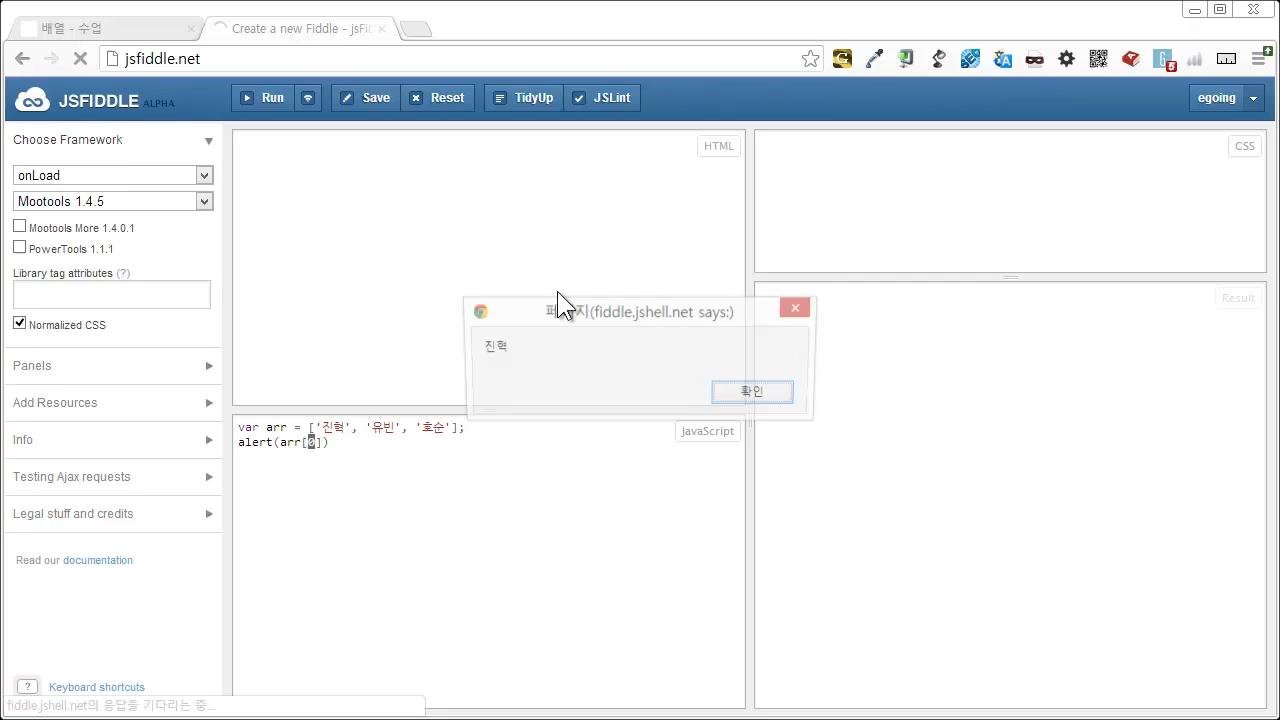 배열 - 수업
Create a new Fiddle - jsFid
jsfiddle.net
5
JSFIDDLE ALPHA
Run
Save
Reset
TidyUp
JSLint
egoing
Choose Framework
onLoad
Mootools 1.4.5
Mootools More 1.4.0.1
PowerTools 1.1.1
Library tag attributes (?)
Normalized CSS
Panels
Add Resources
Info
Testing Ajax requests
Legal stuff and credits
Read our documentation
? Keyboard shortcuts
fiddle.jshell.net의 응답을 기다리는 중...
HTML
CSS
Result
(fiddle.jshell.net says:)
진혁
확인
var arr = ['진혁', '유빈', '호순'];
alert(arr[0])
JavaScript